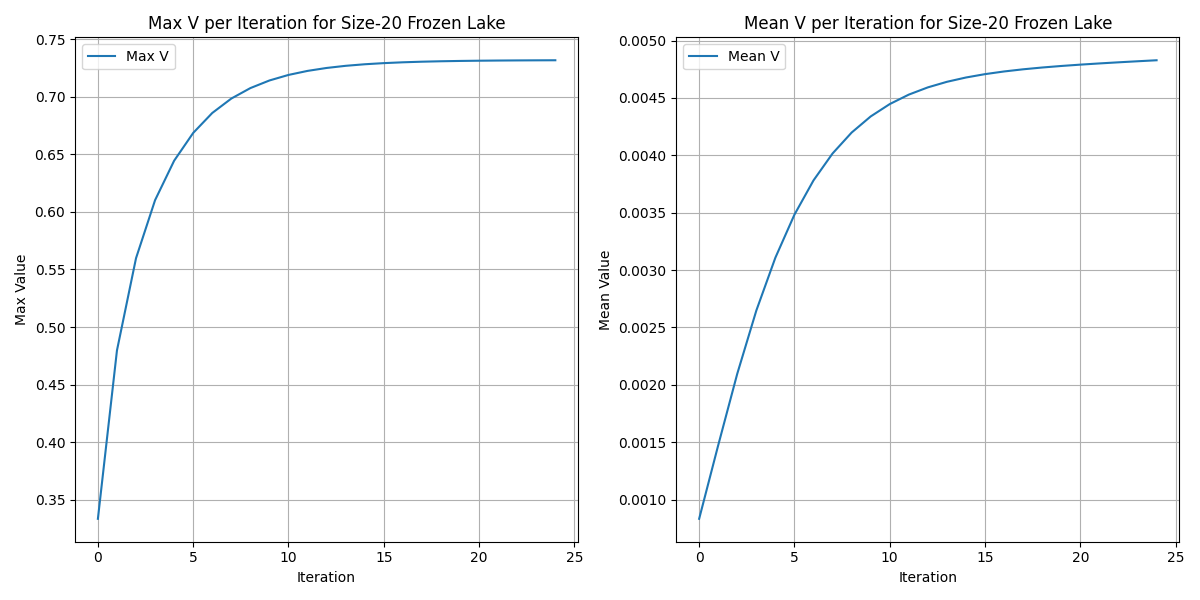 Max V per Iteration for Size-20 Frozen Lake
Max V
0.75
0.70
0.65
0.60
0.55
0.50
0.45
0.40
0.35
Max Value
0 5 10 15 20 25
Iteration
Mean V per Iteration for Size-20 Frozen Lake
Mean V
0.0050
0.0045
0.0040
0.0035
0.0030
0.0025
0.0020
0.0015
0.0010
Mean Value
0 5 10 15 20 25
Iteration